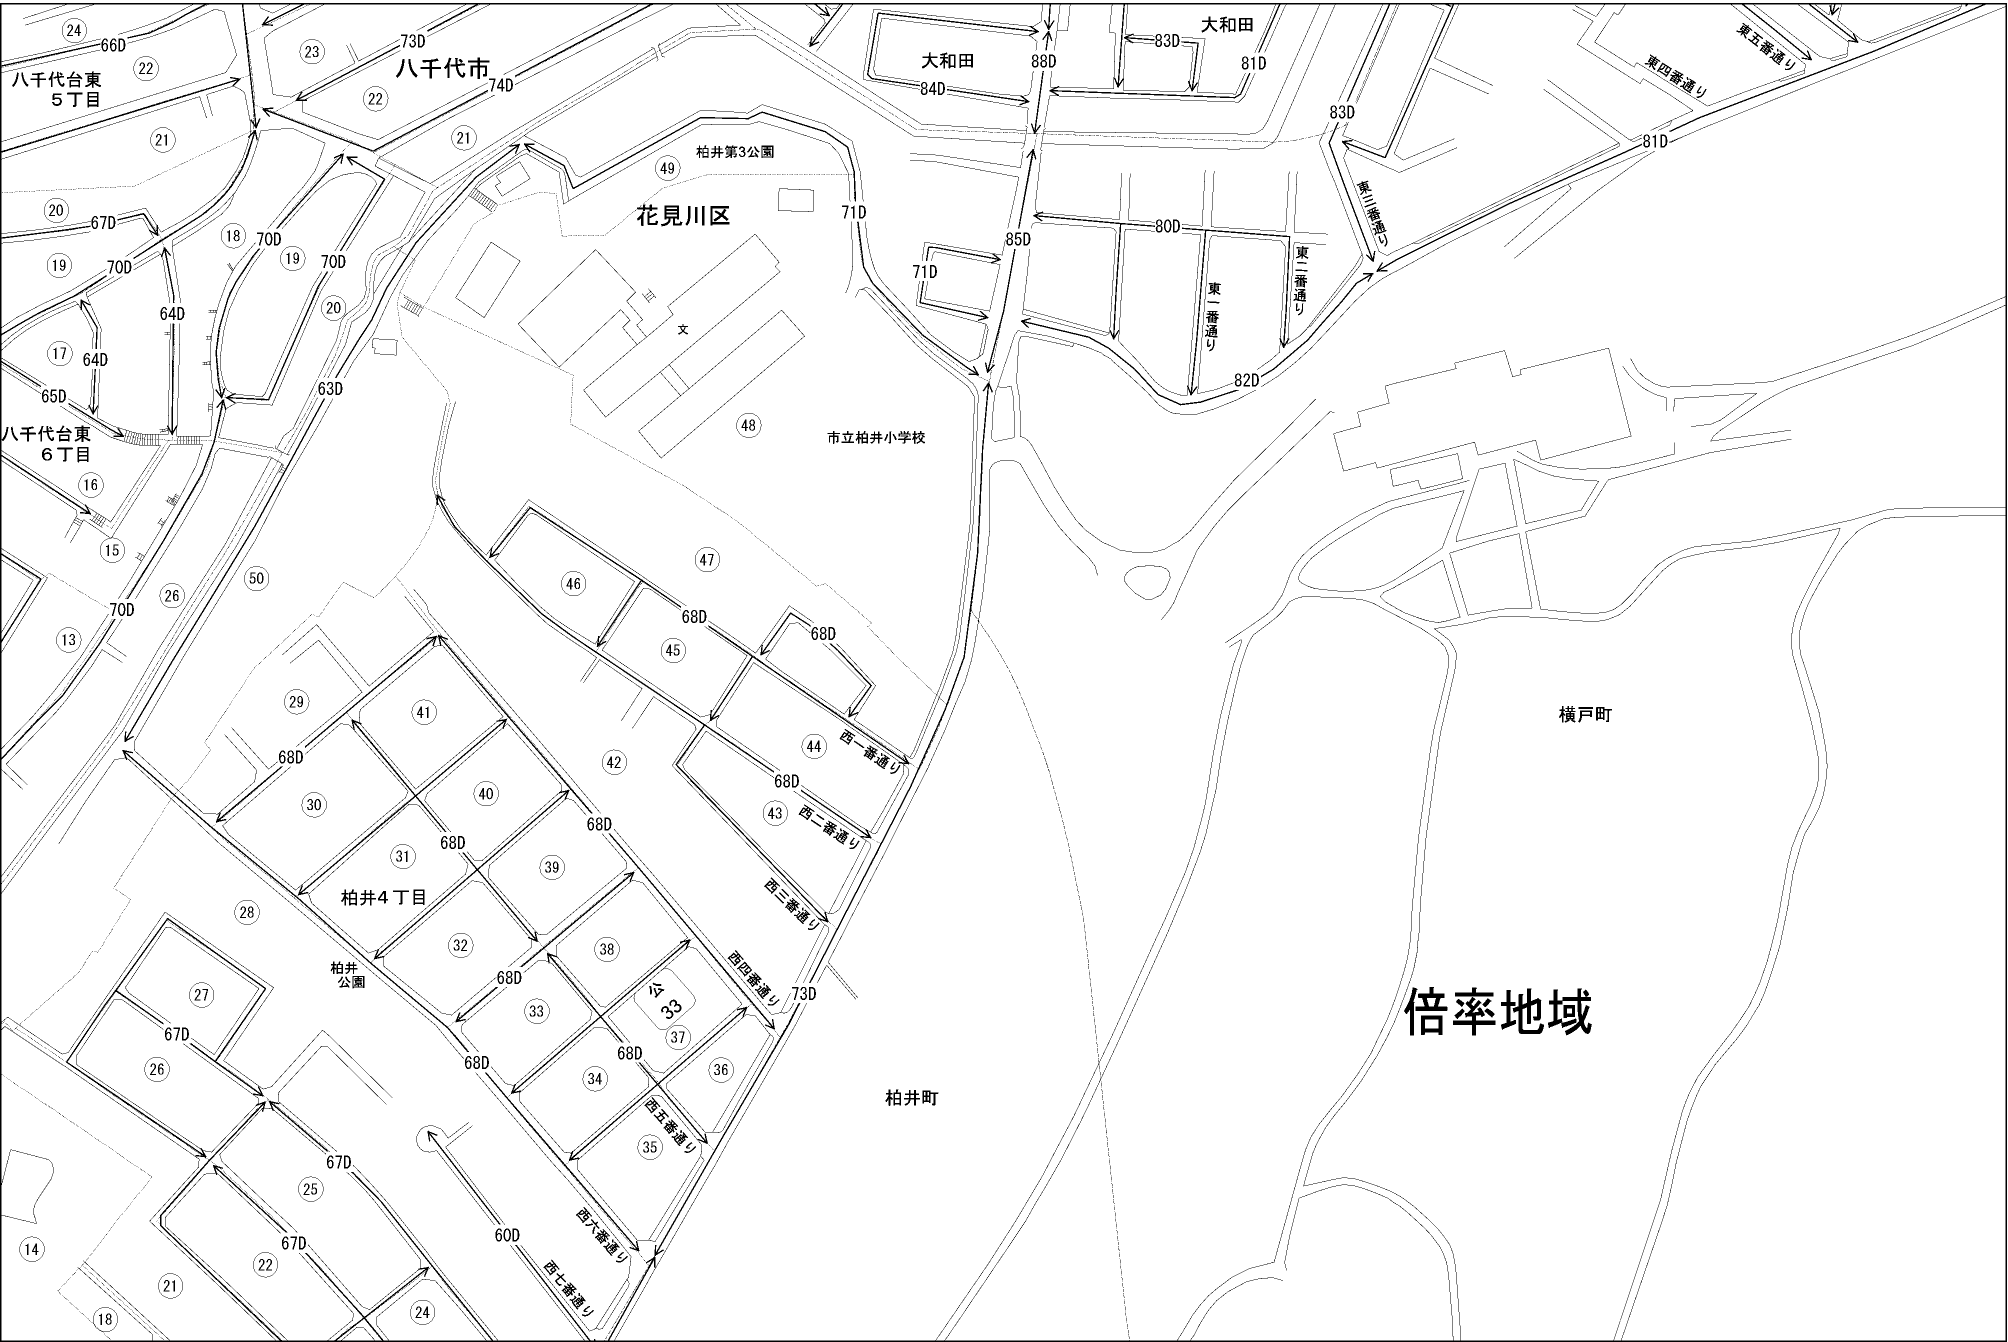 24
66D
22
八千代台東
５丁目
21
23
73D
八千代市
22
74D
21
大和田
84D
88D
大和田
83D
81D
83D
東五番通り
東四番通り
81D
柏井第3公園
49
花見川区
71D
85D
80D
71D
東三番通り
東二番通り
東一番通り
82D
20
67D
18
19
70D
19
70D
70D
20
64D
17
64D
65D
63D
八千代台東
６丁目
文
48
市立柏井小学校
16
15
50
26
70D
13
47
46
68D
68D
45
横戸町
29
41
68D
44
西一番通り
42
68D
43
西二番通り
30
40
68D
68D
31
39
西三番通り
柏井４丁目
28
32
38
68D
西四番通り
73D
柏井
公園
27
67D
33
公
33
37
倍率地域
68D
68D
36
26
34
西五番通り
柏井町
35
67D
25
14
67D
22
60D
西六番通り
西七番通り
21
24
18